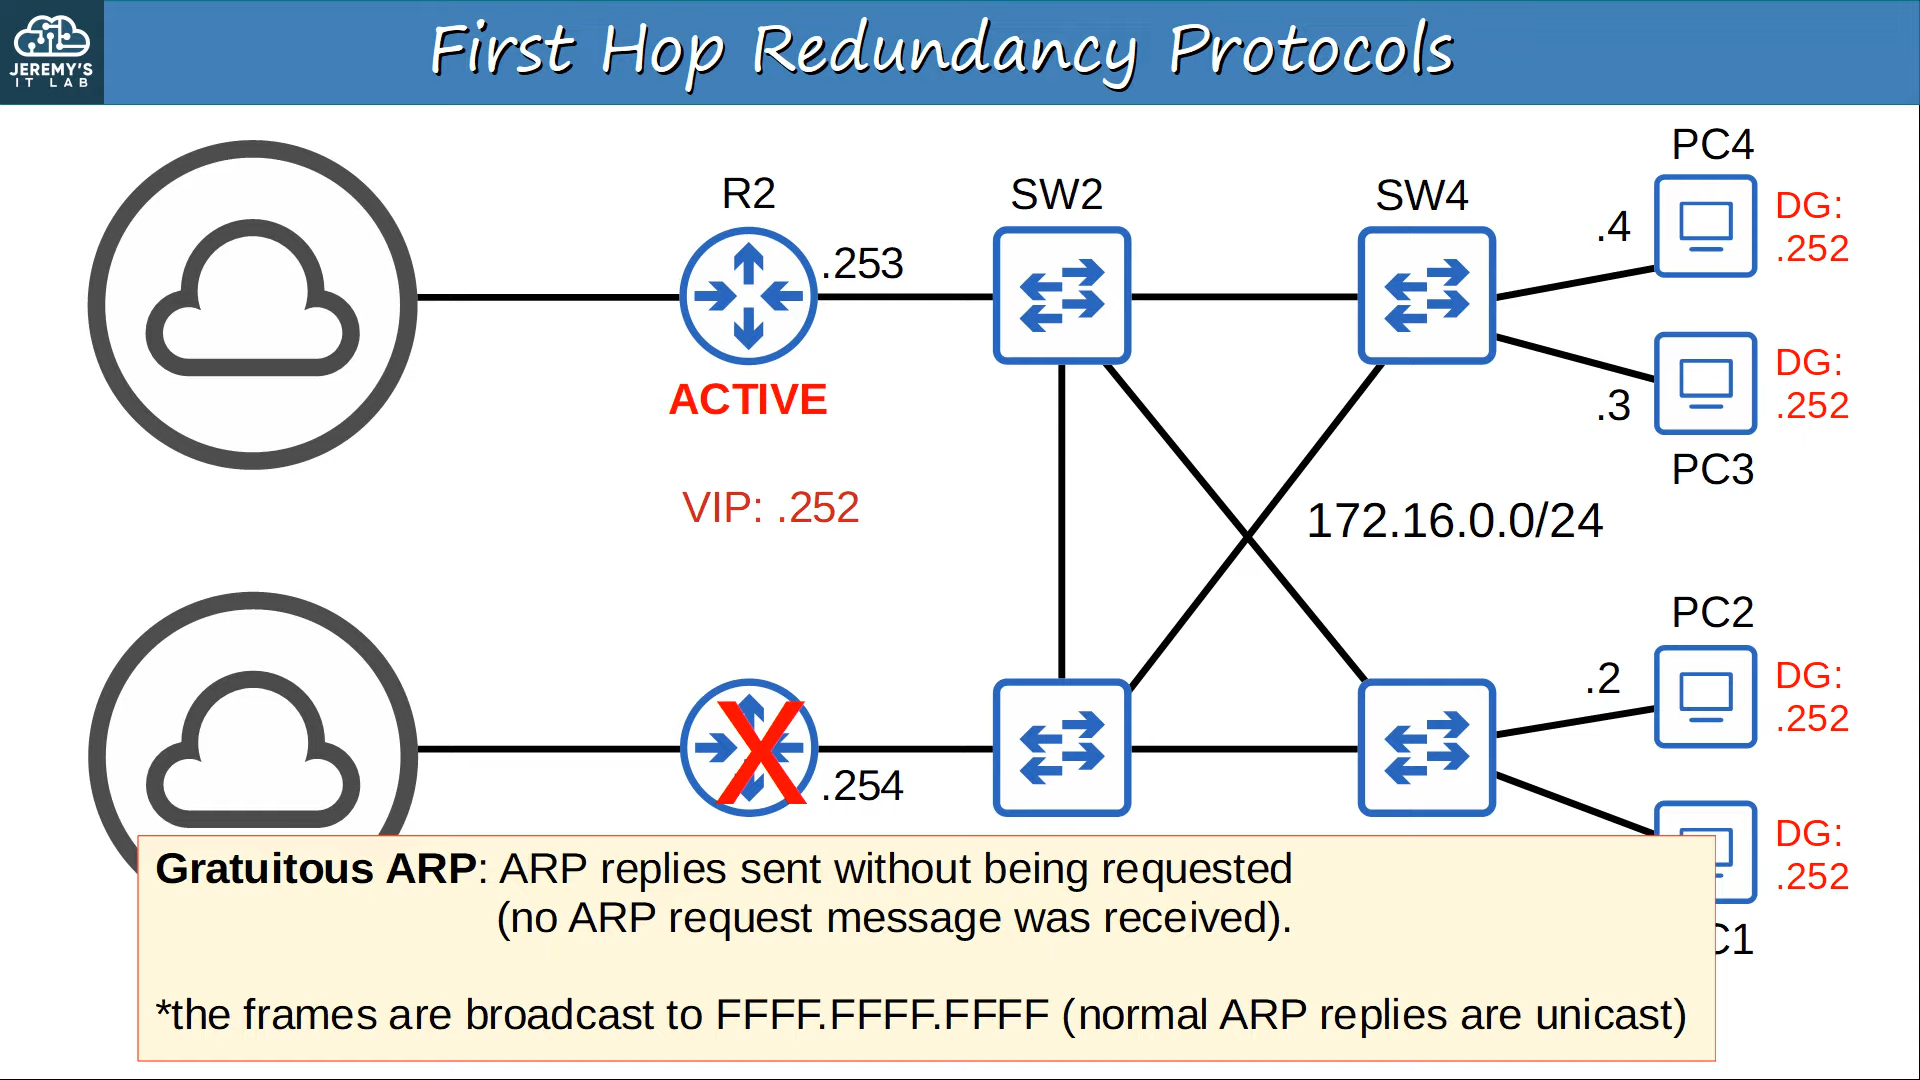 JEREMY'S
IT LAB
First Hop Redundancy Protocols
PC4
R2
SW2
SW4
DG:
.252
.4
.253
ACTIVE
DG:
.252
.3
PC3
VIP: .252
172.16.0.0/24
PC2
DG:
.252
.2
X
.254
DG:
.252
C1
Gratuitous ARP: ARP replies sent without being requested
(no ARP request message was received).
*the frames are broadcast to FFFF.FFFF.FFFF (normal ARP replies are unicast)